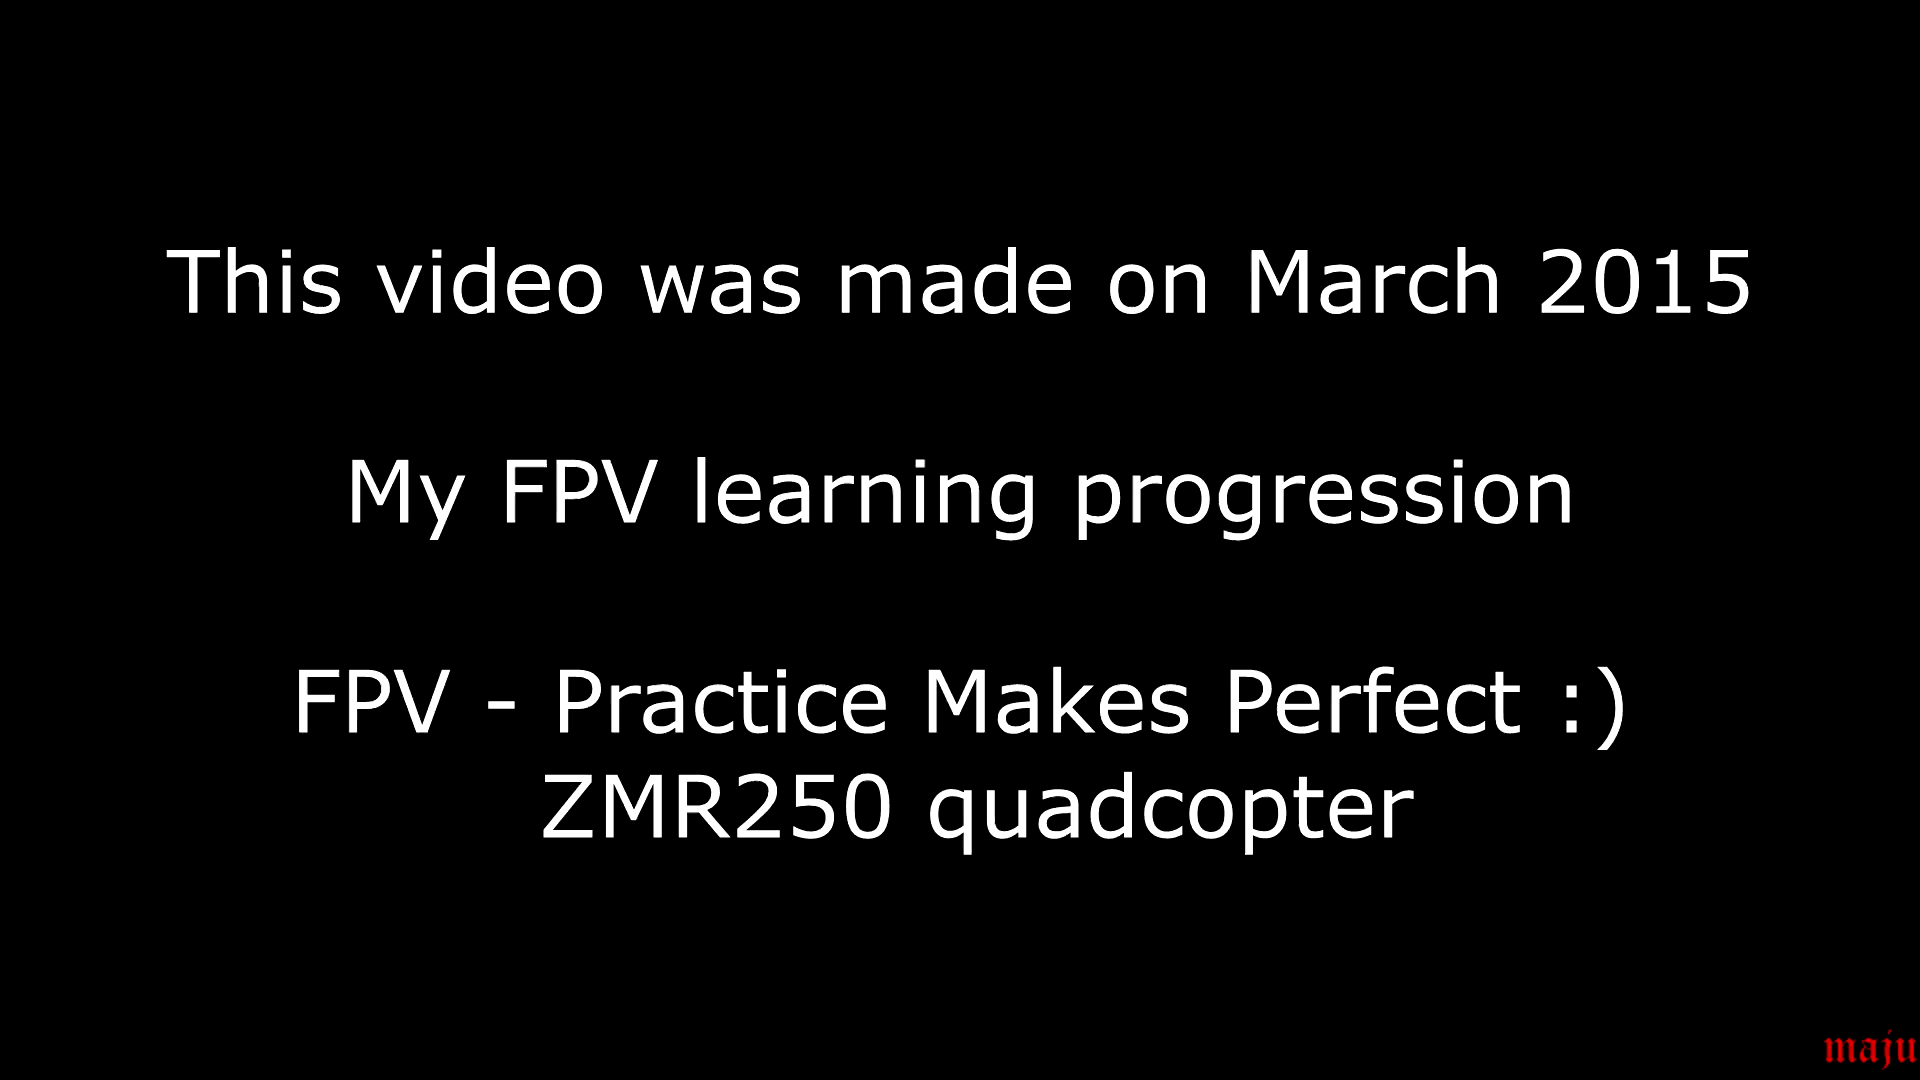 This video was made on March 2015
My FPV learning progression
FPV - Practice Makes Perfect :)
ZMR250 quadcopter
maju